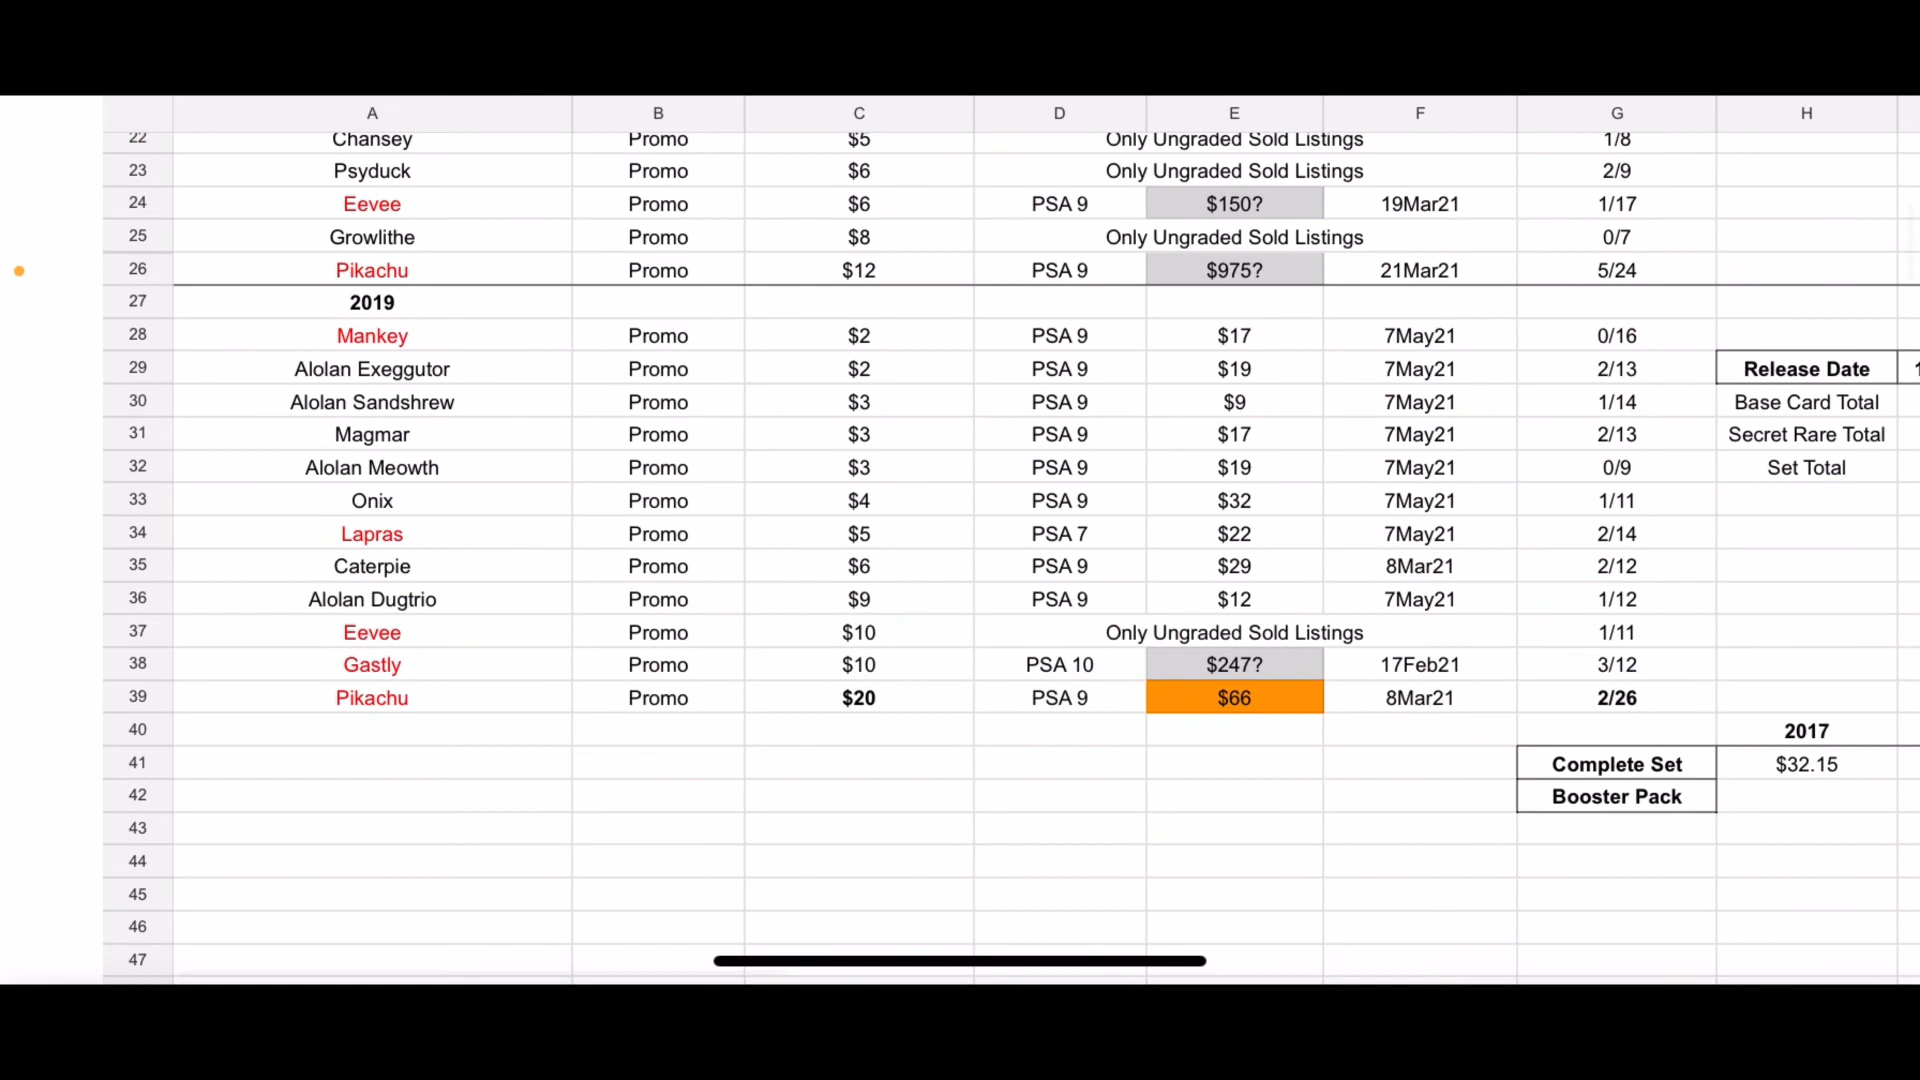 A B C D E F G H
22 Chansey Promo $5 Only Ungraded Sold Listings 1/8
23 Psyduck Promo $6 Only Ungraded Sold Listings 2/9
24 Eevee Promo $6 PSA 9 $150? 19Mar21 1/17
25 Growlithe Promo $8 Only Ungraded Sold Listings 0/7
26 Pikachu Promo $12 PSA 9 $975? 21Mar21 5/24
27 2019
28 Mankey Promo $2 PSA 9 $17 7May21 0/16
29 Alolan Exeggutor Promo $2 PSA 9 $19 7May21 2/13 Release Date
30 Alolan Sandshrew Promo $3 PSA 9 $9 7May21 1/14 Base Card Total
31 Magmar Promo $3 PSA 9 $17 7May21 2/13 Secret Rare Total
32 Alolan Meowth Promo $3 PSA 9 $19 7May21 0/9 Set Total
33 Onix Promo $4 PSA 9 $32 7May21 1/11
34 Lapras Promo $5 PSA 7 $22 7May21 2/14
35 Caterpie Promo $6 PSA 9 $29 8Mar21 2/12
36 Alolan Dugtrio Promo $9 PSA 9 $12 7May21 1/12
37 Eevee Promo $10 Only Ungraded Sold Listings 1/11
38 Gastly Promo $10 PSA 10 $247? 17Feb21 3/12
39 Pikachu Promo $20 PSA 9 $66 8Mar21 2/26
40 2017
41 Complete Set $32.15
42 Booster Pack
43
44
45
46
47